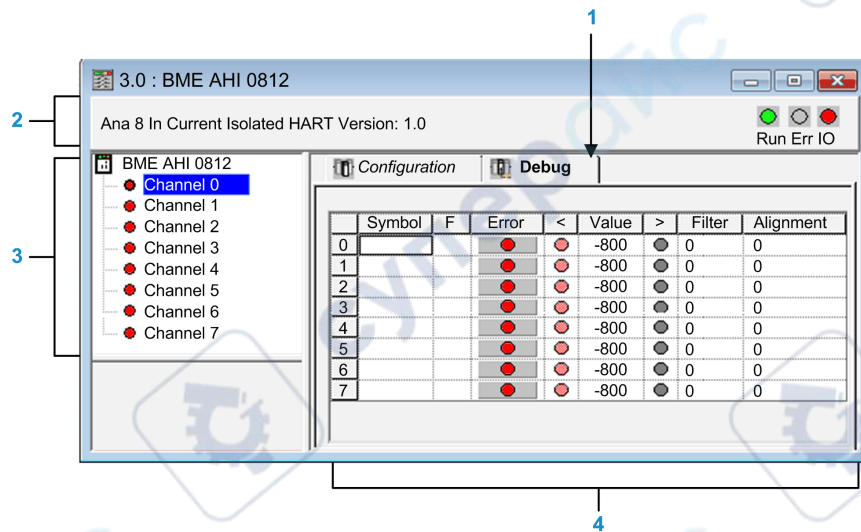 1
3.0 : BME AHI 0812
2
Ana 8 In Current Isolated HART Version: 1.0
Run Err IO
3
BME AHI 0812
Channel 0
Channel 1
Channel 2
Channel 3
Channel 4
Channel 5
Channel 6
Channel 7
Configuration Debug
Symbol F Error < Value > Filter Alignment
0 -800 0 0
1 -800 0 0
2 -800 0 0
3 -800 0 0
4 -800 0 0
5 -800 0 0
6 -800 0 0
7 -800 0 0
4
суперайс